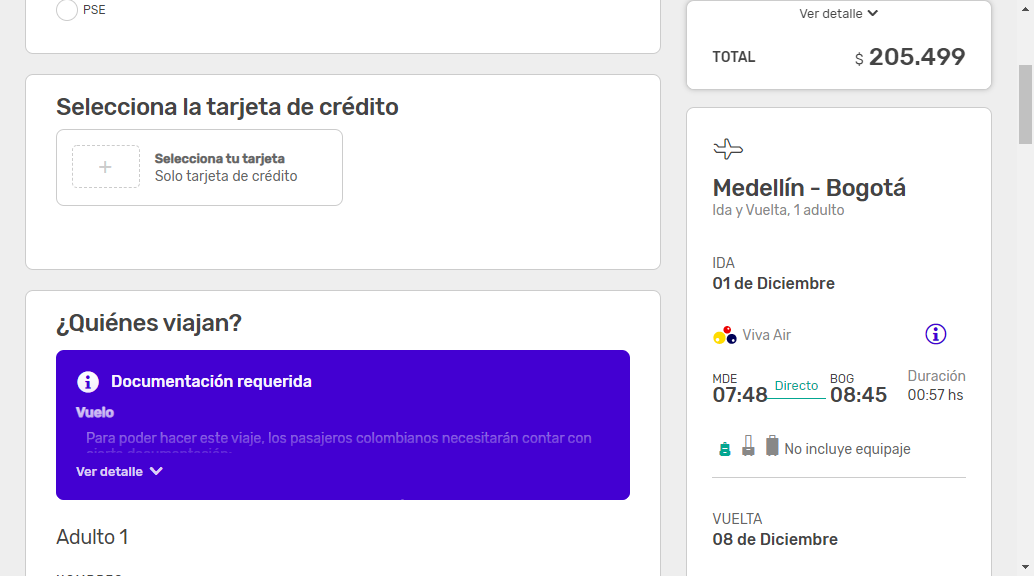 PSE
Selecciona la tarjeta de crédito
Selecciona tu tarjeta
Solo tarjeta de crédito
¿Quiénes viajan?
Documentación requerida
Vuelo
Para poder hacer este viaje, los pasajeros colombianos necesitarán contar con
Ver detalle
Adulto 1
Ver detalle
TOTAL
$ 205.499
Medellín - Bogotá
Ida y Vuelta, 1 adulto
IDA
01 de Diciembre
Viva Air
MDE
07:48
Directo
BOG
08:45
Duración
00:57 hs
No incluye equipaje
VUELTA
08 de Diciembre